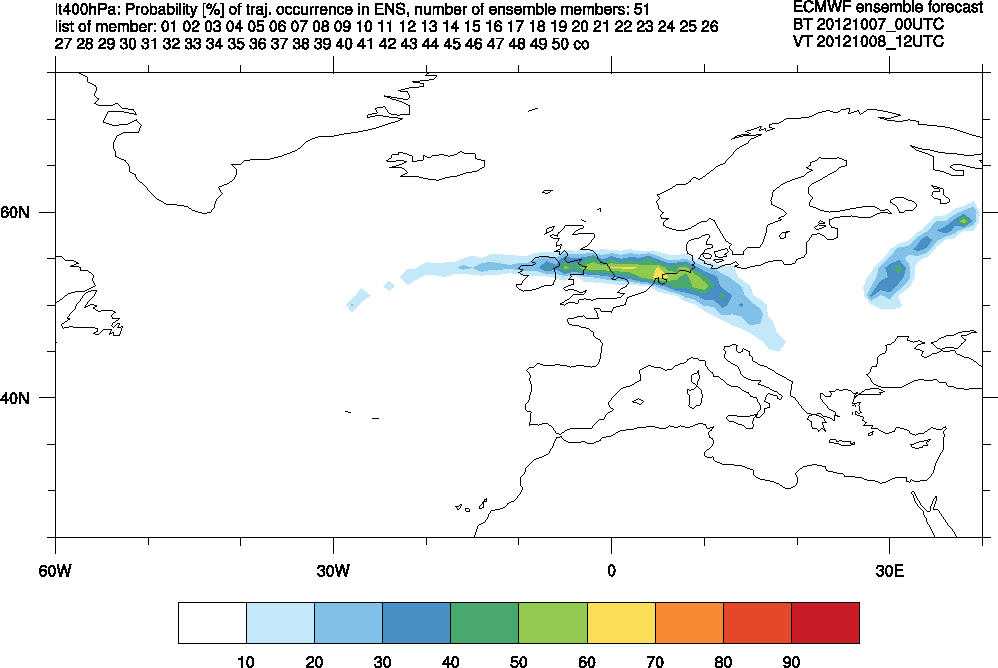 lt400hPa: Probability [%] of traj. occurrence in ENS, number of ensemble members: 51
list of member: 01 02 03 04 05 06 07 08 09 10 11 12 13 14 15 16 17 18 19 20 21 22 23 24 25 26
27 28 29 30 31 32 33 34 35 36 37 38 39 40 41 42 43 44 45 46 47 48 49 50 co
ECMWF ensemble forecast
BT 20121007_00UTC
VT 20121008_12UTC
60N
40N
60W 30W 0 30E
10 20 30 40 50 60 70 80 90